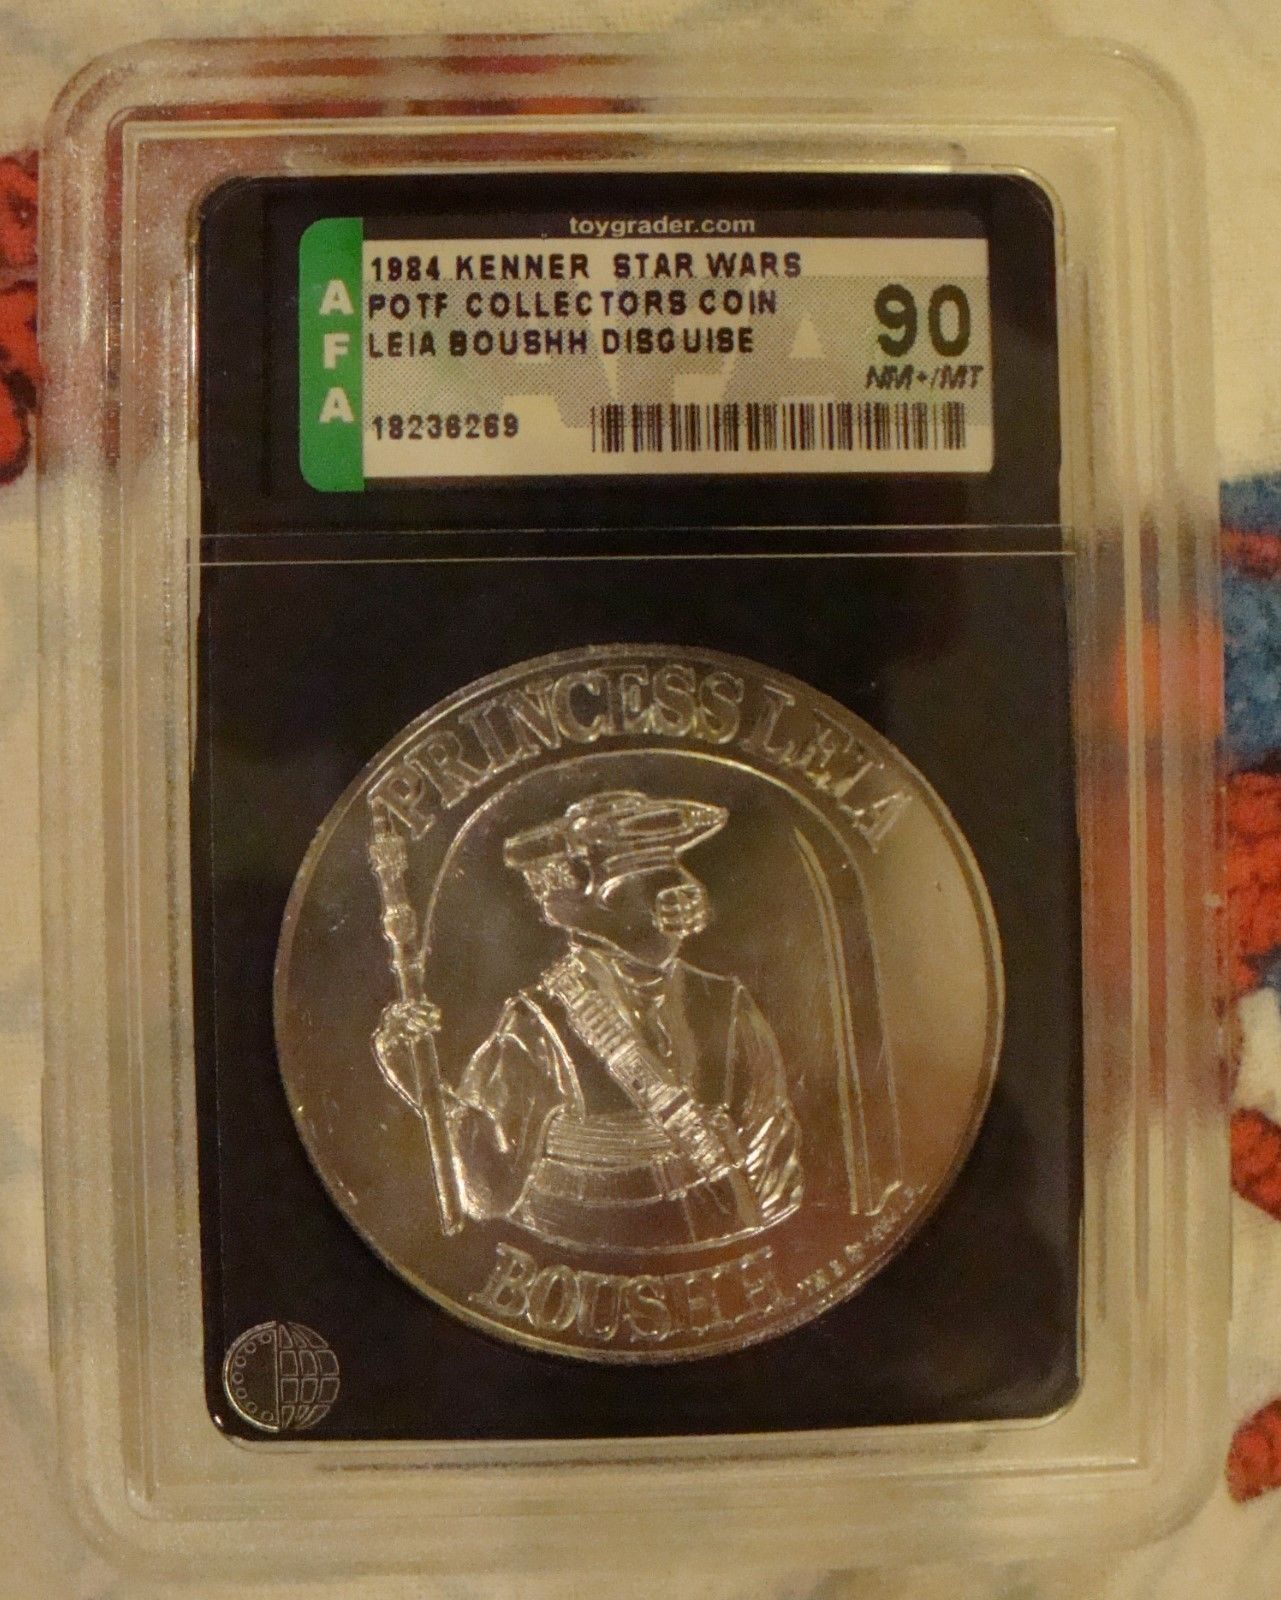 toygrader.com
AFA
1984 KENNER STAR WARS
POTF COLLECTORS COIN
LEIA BOUSHH DISGUISE
90
NM+/MT
18236269
PRINCESS LEIA
BOUSHH